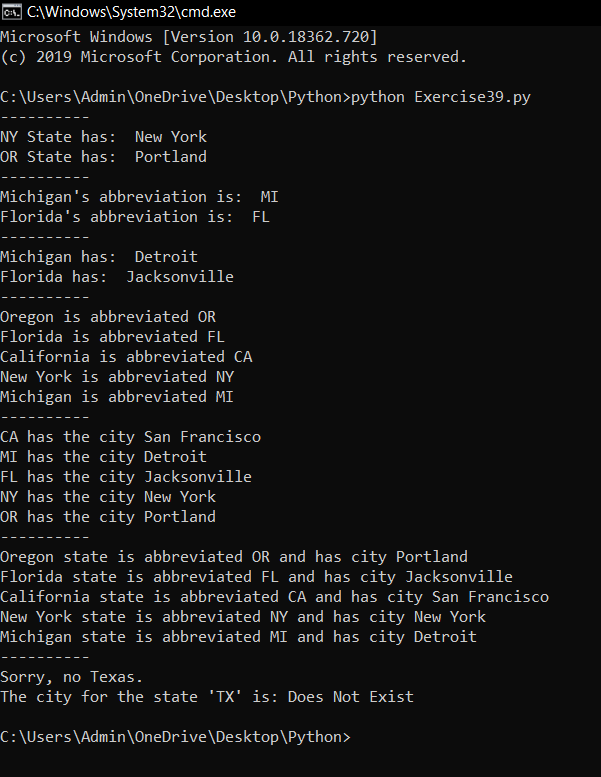 C:\Windows\System32\cmd.exe
Microsoft Windows [Version 10.0.18362.720]
(c) 2019 Microsoft Corporation. All rights reserved.
C:\Users\Admin\OneDrive\Desktop\Python>python Exercise39.py
----------
NY State has:  New York
OR State has:  Portland
----------
Michigan's abbreviation is:  MI
Florida's abbreviation is:  FL
----------
Michigan has:  Detroit
Florida has:  Jacksonville
----------
Oregon is abbreviated OR
Florida is abbreviated FL
California is abbreviated CA
New York is abbreviated NY
Michigan is abbreviated MI
----------
CA has the city San Francisco
MI has the city Detroit
FL has the city Jacksonville
NY has the city New York
OR has the city Portland
----------
Oregon state is abbreviated OR and has city Portland
Florida state is abbreviated FL and has city Jacksonville
California state is abbreviated CA and has city San Francisco
New York state is abbreviated NY and has city New York
Michigan state is abbreviated MI and has city Detroit
----------
Sorry, no Texas.
The city for the state 'TX' is: Does Not Exist
C:\Users\Admin\OneDrive\Desktop\Python>